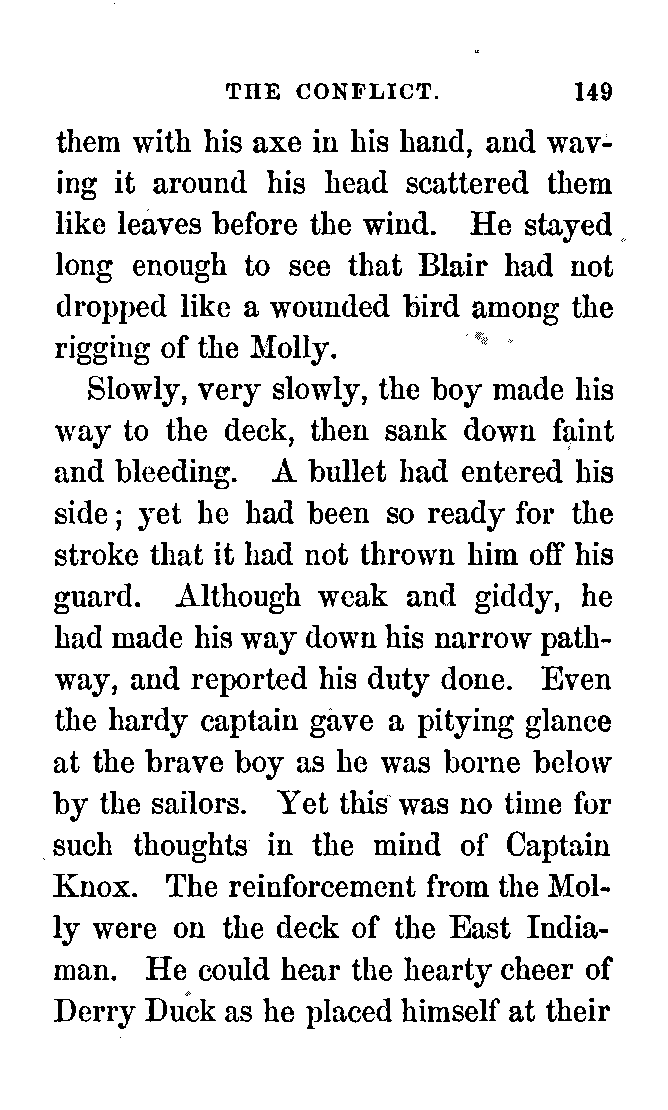 THE CONFLICT. 149
them with his axe in his hand, and wav-
ing it around his head scattered them
like leaves before the wind. He stayed
long enough to see that Blair had not
dropped like a wounded bird among the
rigging of the Molly.
Slowly, very slowly, the boy made his
way to the deck, then sank down faint
and bleeding. A bullet had entered his
side; yet he had been so ready for the
stroke that it had not thrown him off his
guard. Although weak and giddy, he
had made his way down his narrow path-
way, and reported his duty done. Even
the hardy captain gave a pitying glance
at the brave boy as he was borne below
by the sailors. Yet this was no time for
such thoughts in the mind of Captain
Knox. The reinforcement from the Mol-
ly were on the deck of the East India-
man. He could hear the hearty cheer of
Derry Duck as he placed himself at their